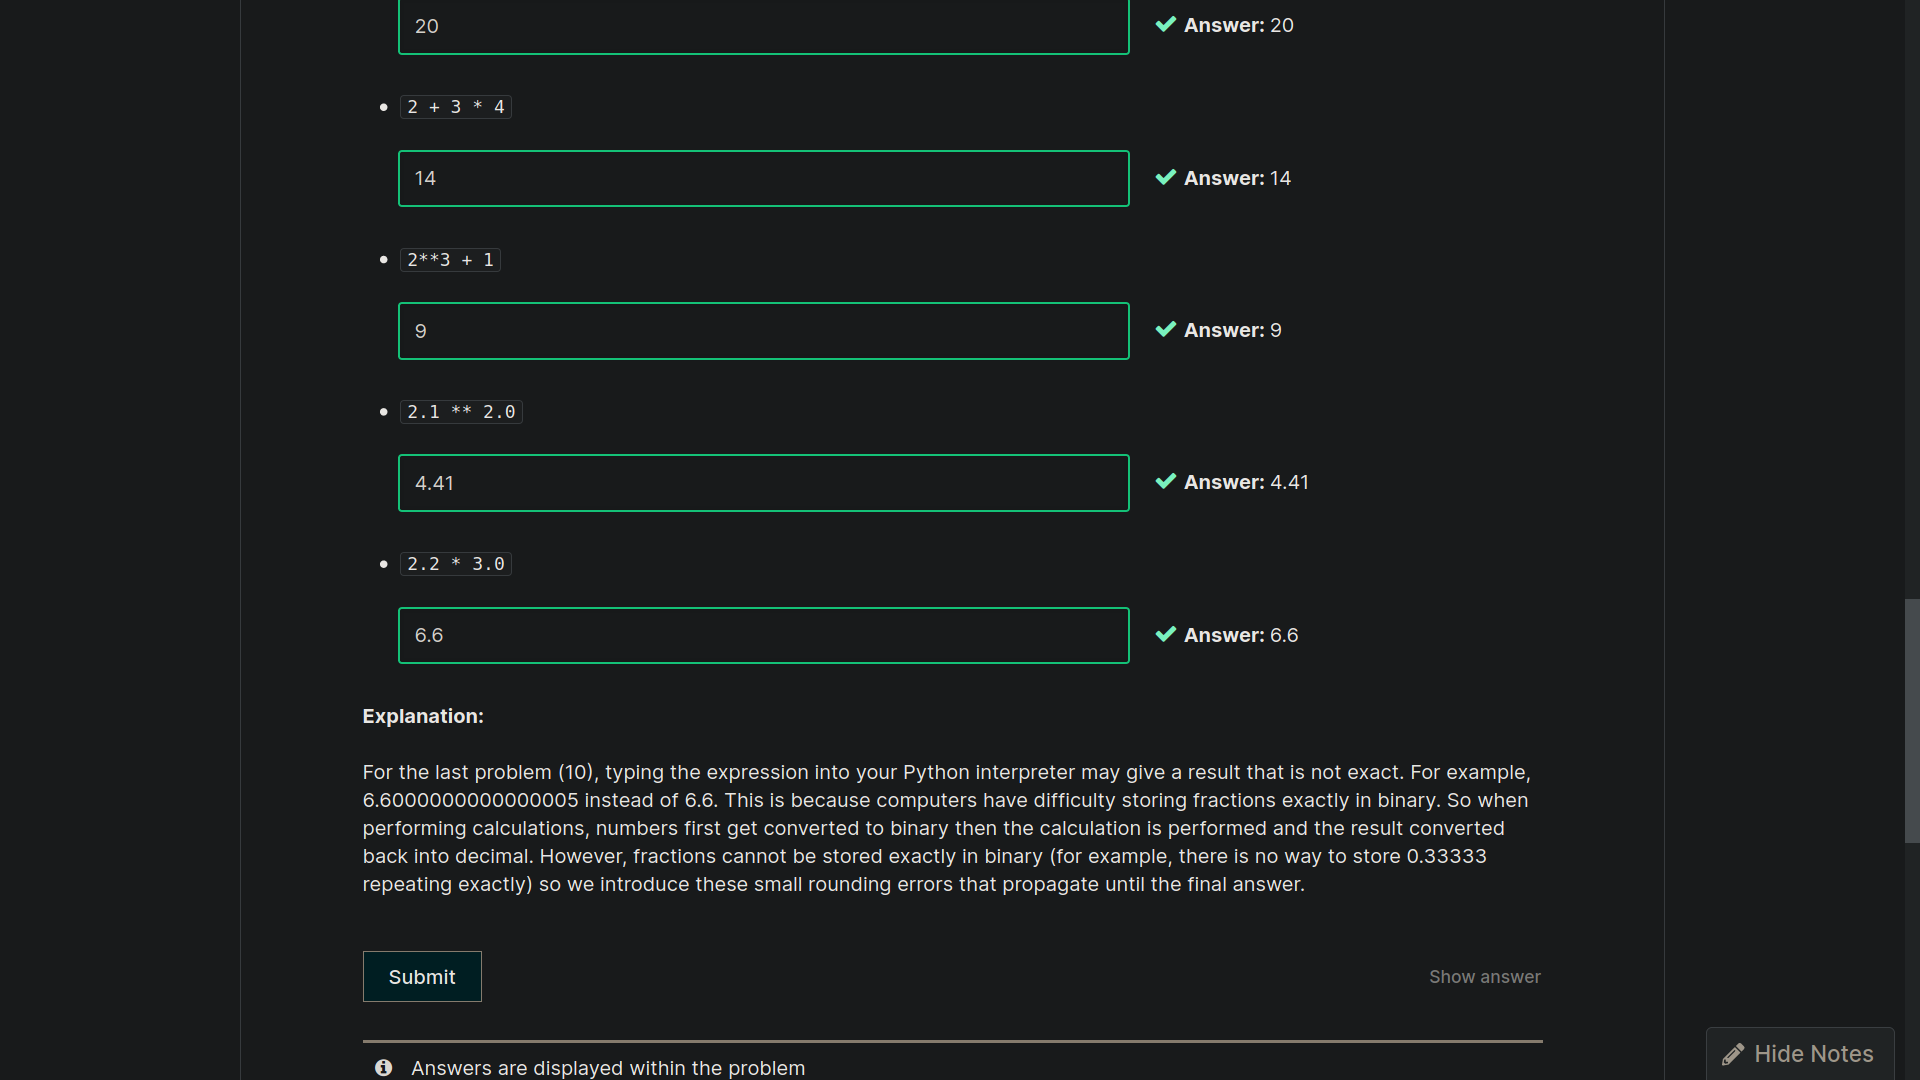 20
Answer: 20
2 + 3 * 4
14
Answer: 14
2**3 + 1
9
Answer: 9
2.1 ** 2.0
4.41
Answer: 4.41
2.2 * 3.0
6.6
Answer: 6.6
Explanation:
For the last problem (10), typing the expression into your Python interpreter may give a result that is not exact. For example,
6.6000000000000005 instead of 6.6. This is because computers have difficulty storing fractions exactly in binary. So when
performing calculations, numbers first get converted to binary then the calculation is performed and the result converted
back into decimal. However, fractions cannot be stored exactly in binary (for example, there is no way to store 0.33333
repeating exactly) so we introduce these small rounding errors that propagate until the final answer.
Submit
Show answer
Hide Notes
Answers are displayed within the problem